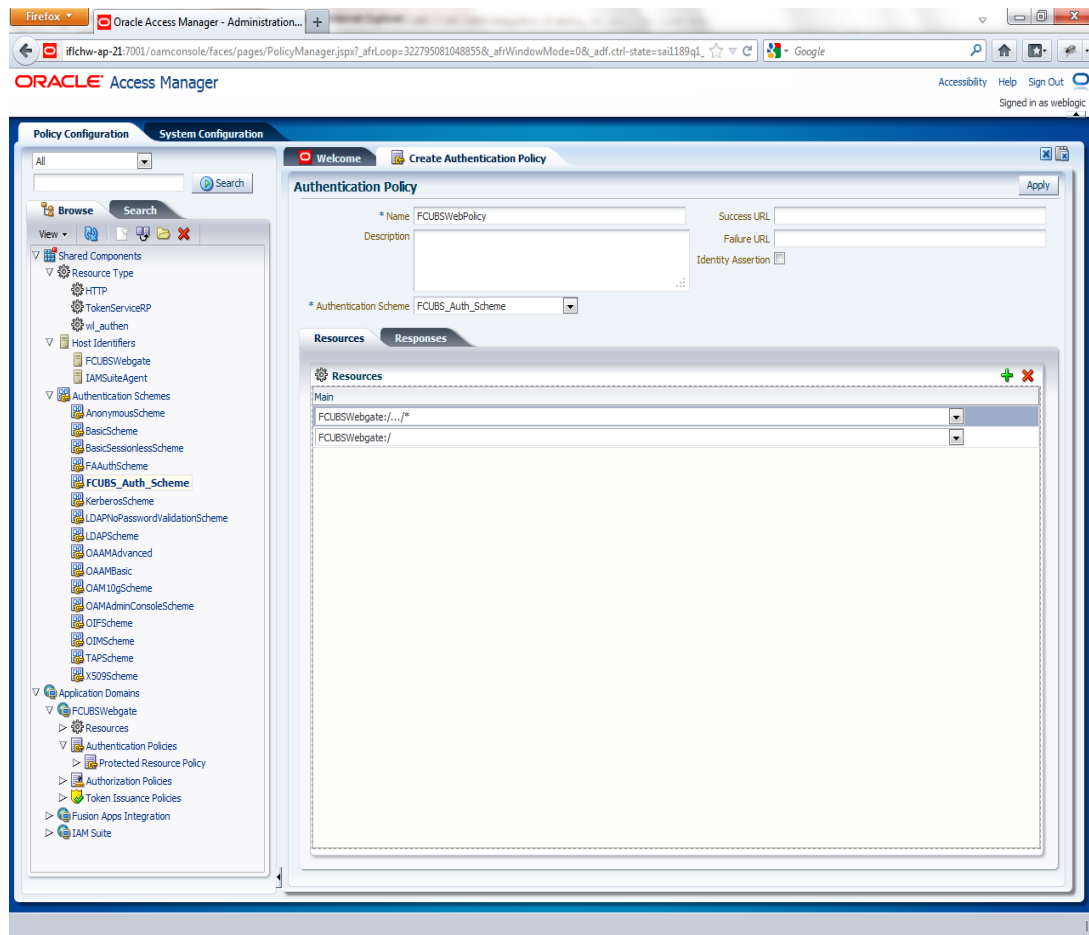 Firefox
Oracle Access Manager - Administration...
iflchw-ap-21:7001/oamconsole/faces/pages/PolicyManager.jspx?_afrLoop=322795081048855&_afrWindowMode=0&_adf.ctrl-state=sai1189q1_
Google
ORACLE Access Manager
Accessibility Help Sign Out
Signed in as weblogic
Policy Configuration System Configuration
All
Search
Browse Search
View
Shared Components
Resource Type
HTTP
TokenServiceRP
wl_authen
Host Identifiers
FCUBSWebgate
IAMSuiteAgent
Authentication Schemes
AnonymousScheme
BasicScheme
BasicSessionlessScheme
FAAuthScheme
FCUBS_Auth_Scheme
KerberosScheme
LDAPNoPasswordValidationScheme
LDAPScheme
OAAMAdvanced
OAAMBasic
OAM10gScheme
OAMAdminConsoleScheme
OIFScheme
OIMScheme
TAPScheme
X509Scheme
Application Domains
FCUBSWebgate
Resources
Authentication Policies
Protected Resource Policy
Authorization Policies
Token Issuance Policies
Fusion Apps Integration
IAM Suite
Welcome Create Authentication Policy
Authentication Policy
Apply
* Name FCUBSWebPolicy
Description
* Authentication Scheme FCUBS_Auth_Scheme
Success URL
Failure URL
Identity Assertion
Resources Responses
Resources
Main
FCUBSWebgate:/.../*
FCUBSWebgate:/